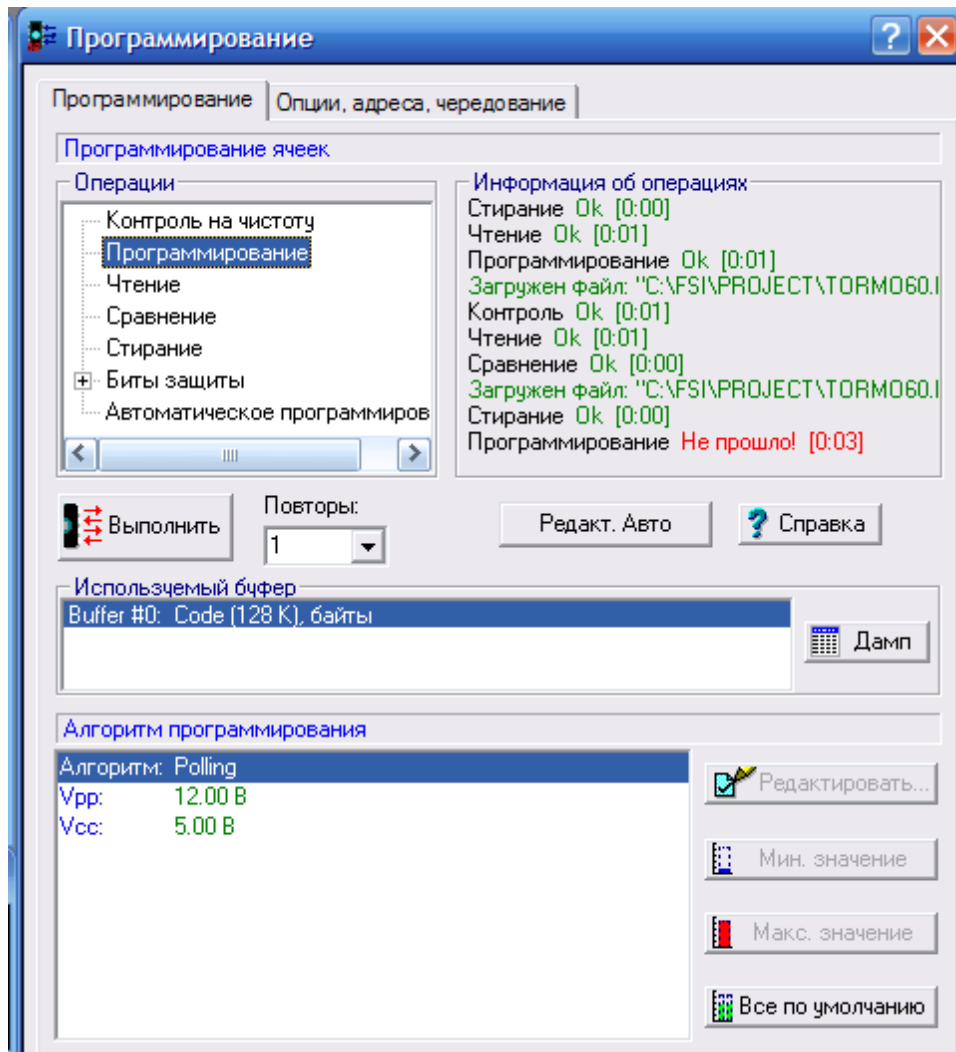 Программирование
Программирование
Опции, адреса, чередование
Программирование ячеек
Операции
Контроль на чистоту
Программирование
Чтение
Сравнение
Стирание
Биты защиты
Автоматическое программиров
Информация об операциях
Стирание Ok [0:00]
Чтение Ok [0:01]
Программирование Ok [0:01]
Загружен файл: "C:\FSI\PROJECT\TORMO60.I
Контроль Ok [0:01]
Чтение Ok [0:01]
Сравнение Ok [0:00]
Загружен файл: "C:\FSI\PROJECT\TORMO60.I
Стирание Ok [0:00]
Программирование Не прошло! [0:03]
Выполнить
Повторы:
1
Редакт. Авто
Справка
Используемый буфер
Buffer #0: Code (128 K), байты
Дамп
Алгоритм программирования
Алгоритм: Polling
Vpp: 12.00 В
Vcc: 5.00 В
Редактировать...
Мин. значение
Макс. значение
Все по умолчанию